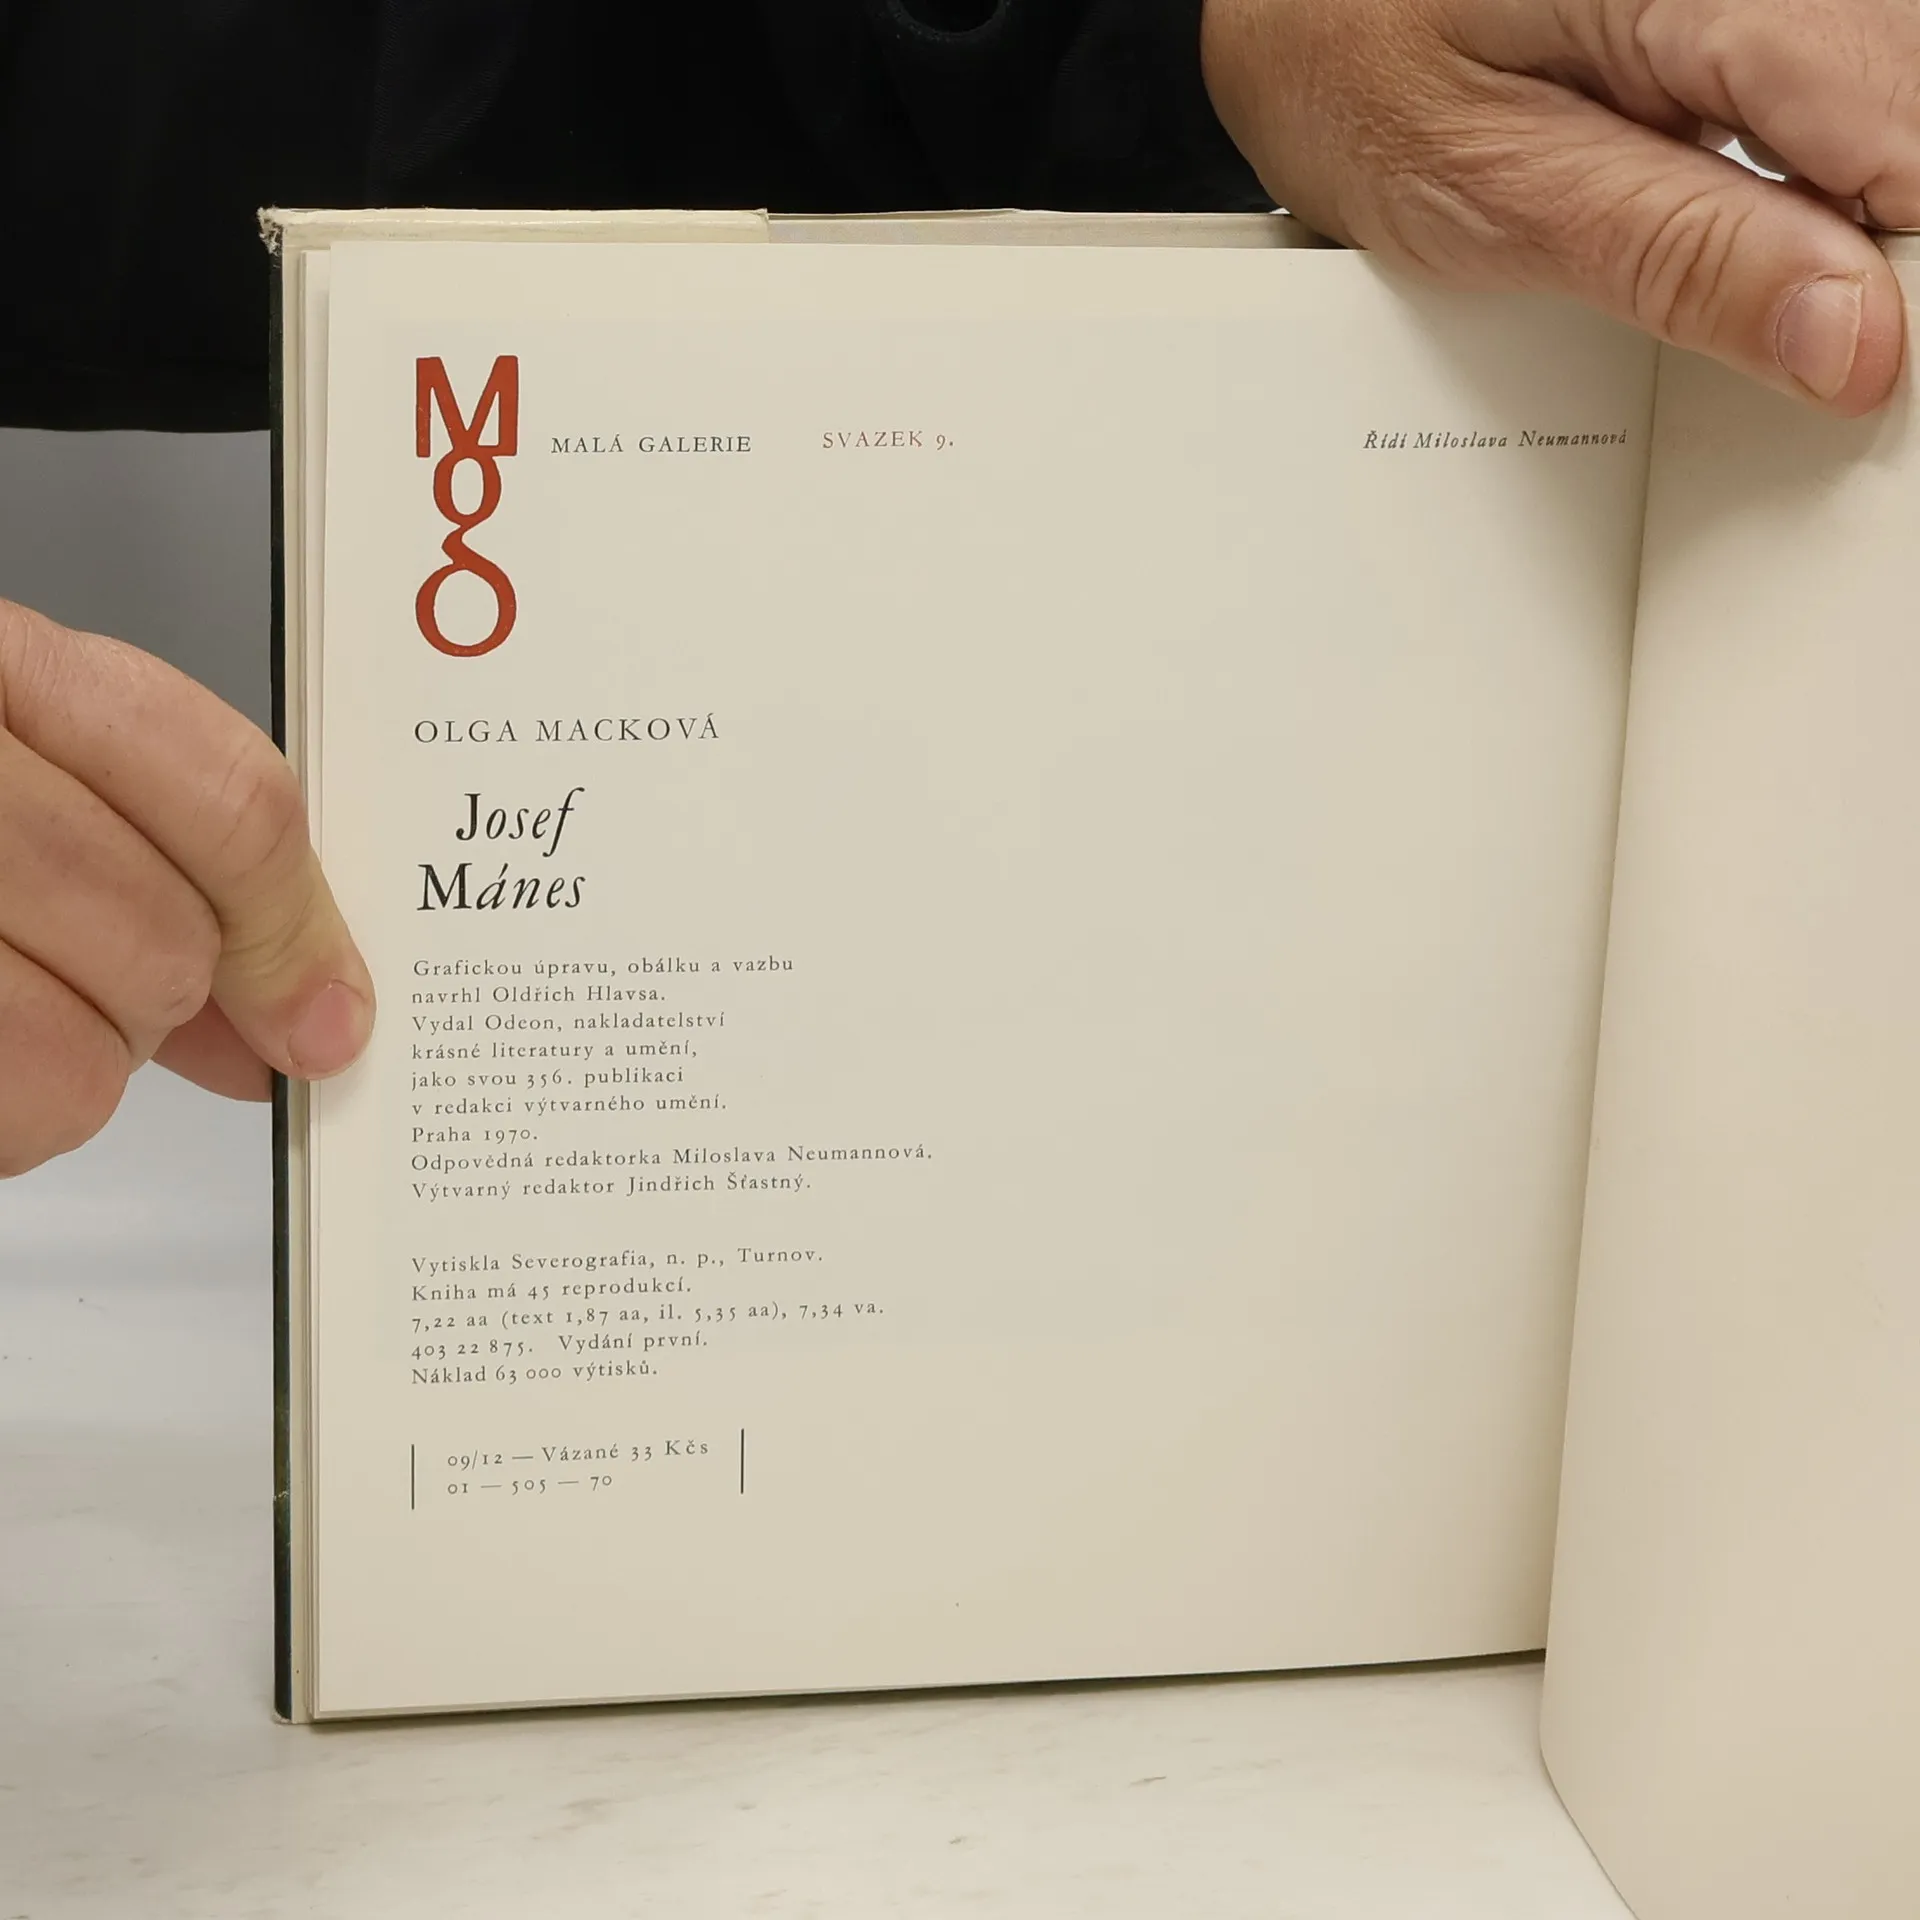 Mg
MALÁ GALERIE SVAZEK 9. Řídí Miloslava Neumannová
OLGA MACKOVÁ
Josef
Mánes
Grafickou úpravu, obálku a vazbu
navrhl Oldřich Hlavsa.
Vydal Odeon, nakladatelství
krásné literatury a umění,
jako svou 356. publikaci
v redakci výtvarného umění.
Praha 1970.
Odpovědná redaktorka Miloslava Neumannová.
Výtvarný redaktor Jindřich Šťastný.
Vytiskla Severografia, n. p., Turnov.
Kniha má 45 reprodukcí.
7,22 aa (text 1,87 aa, il. 5,35 aa), 7,34 va.
403 22 875. Vydání první.
Náklad 63 000 výtisků.
09/12 — Vázané 33 Kčs
01 — 505 — 70